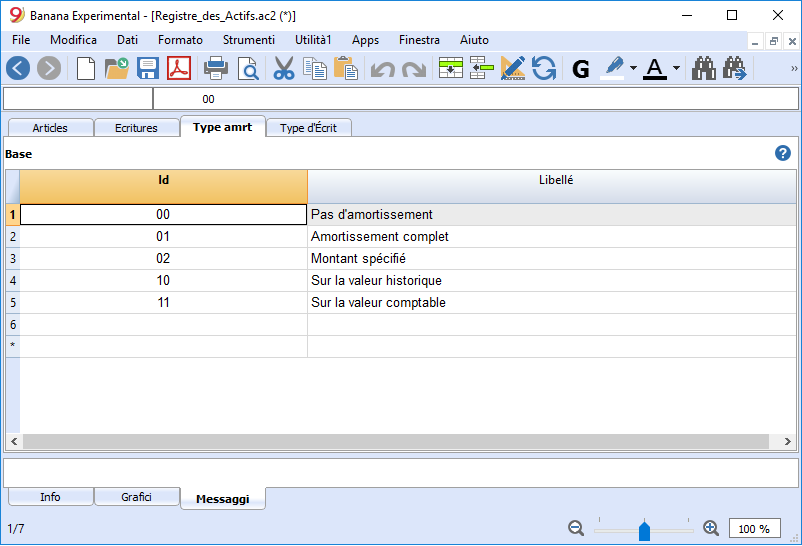 Banana Experimental - [Registre_des_Actifs.ac2 (*)]
File Modifica Dati Formato Strumenti Utilità1 Apps Finestra Aiuto
G A »
00
Articles Ecritures Type amrt Type d'Écrit
Base ?
Id Libellé
1 00 Pas d'amortissement
2 01 Amortissement complet
3 02 Montant spécifié
4 10 Sur la valeur historique
5 11 Sur la valeur comptable
6
*
Info Grafici Messaggi
1/7 100 %